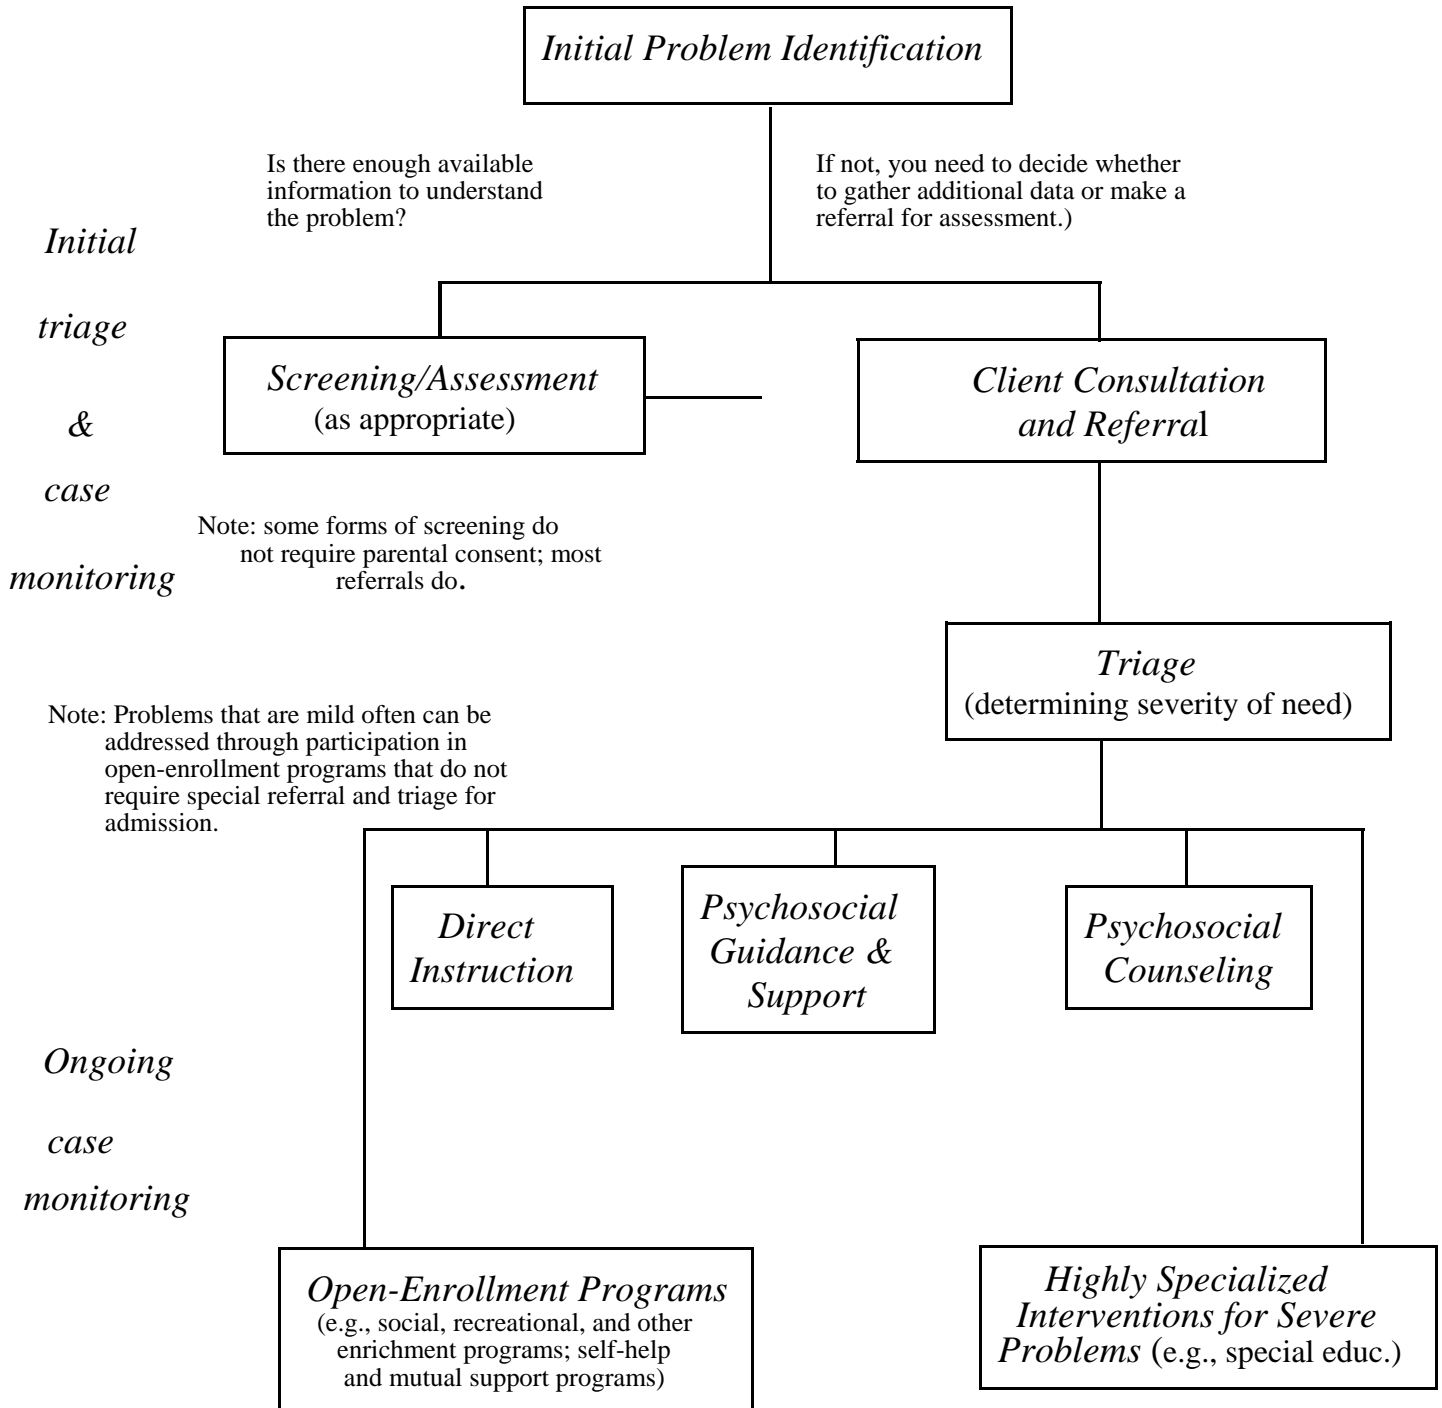 Initial Problem Identification
Is there enough available
information to understand
the problem?
If not, you need to decide whether
to gather additional data or make a
referral for assessment.)
Initial
triage
&
case
monitoring
Screening/Assessment
(as appropriate)
Client Consultation
and Referral
Note: some forms of screening do
not require parental consent; most
referrals do.
Triage
(determining severity of need)
Note: Problems that are mild often can be
addressed through participation in
open-enrollment programs that do not
require special referral and triage for
admission.
Direct
Instruction
Psychosocial
Guidance &
Support
Psychosocial
Counseling
Ongoing
case
monitoring
Open-Enrollment Programs
(e.g., social, recreational, and other
enrichment programs; self-help
and mutual support programs)
Highly Specialized
Interventions for Severe
Problems (e.g., special educ.)